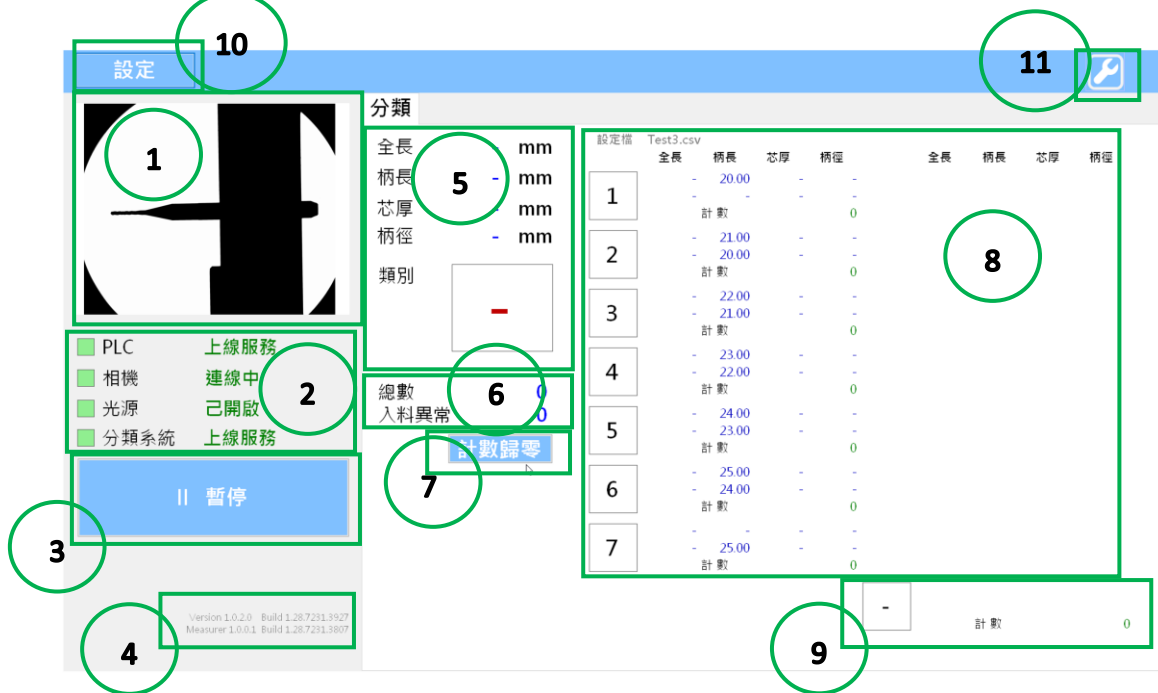 10
11
設定
分類
1
全長 - mm
柄長 - mm
芯厚 mm
柄徑 - mm
5
類別
-
PLC 上線服務
相機 連線中
光源 己開啟
分類系統 上線服務
2
總數 0
入料異常 0
6
計數歸零
7
II 暫停
3
Version 1.0.2.0 Build 1.28.7231.3927
Measurer 1.0.0.1 Build 1.28.7231.3807
4
設定檔 Test3.csv
全長 柄長 芯厚 柄徑 全長 柄長 芯厚 柄徑
1
- 20.00 - -
- - - -
計數 0
2
- 21.00 - -
- 20.00 - -
計數 0
3
- 22.00 - -
- 21.00 - -
計數 0
4
- 23.00 - -
- 22.00 - -
計數 0
5
- 24.00 - -
- 23.00 - -
計數 0
6
- 25.00 - -
- 24.00 - -
計數 0
7
- - - -
- 25.00 - -
計數 0
8
-
計數 0
9